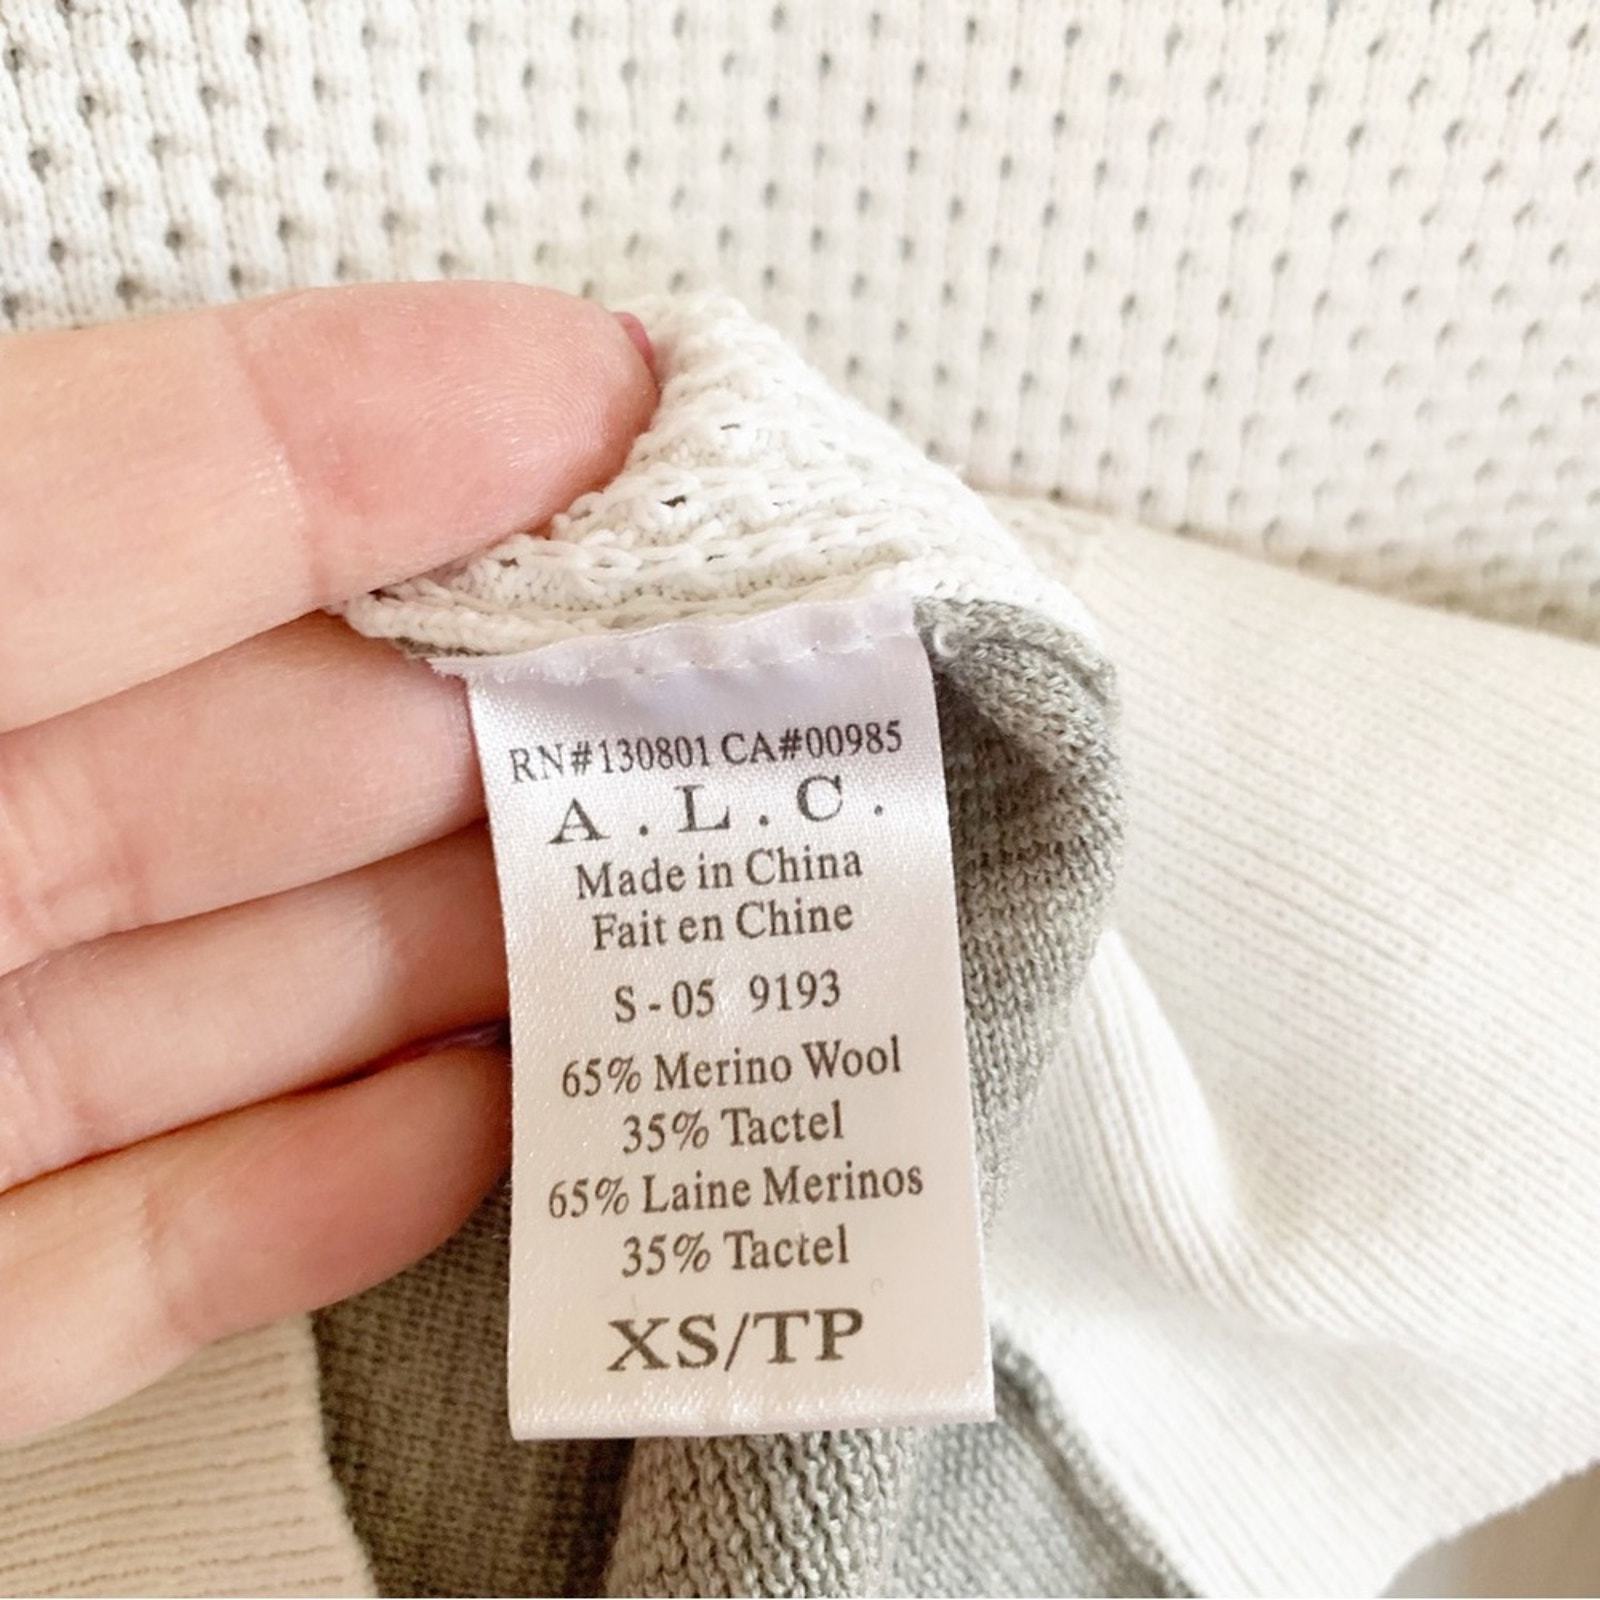 RN#130801 CA#00985
A.L.C.
Made in China
Fait en Chine
S-05 9193
65% Merino Wool
35% Tactel
65% Laine Merinos
35% Tactel
XS/TP